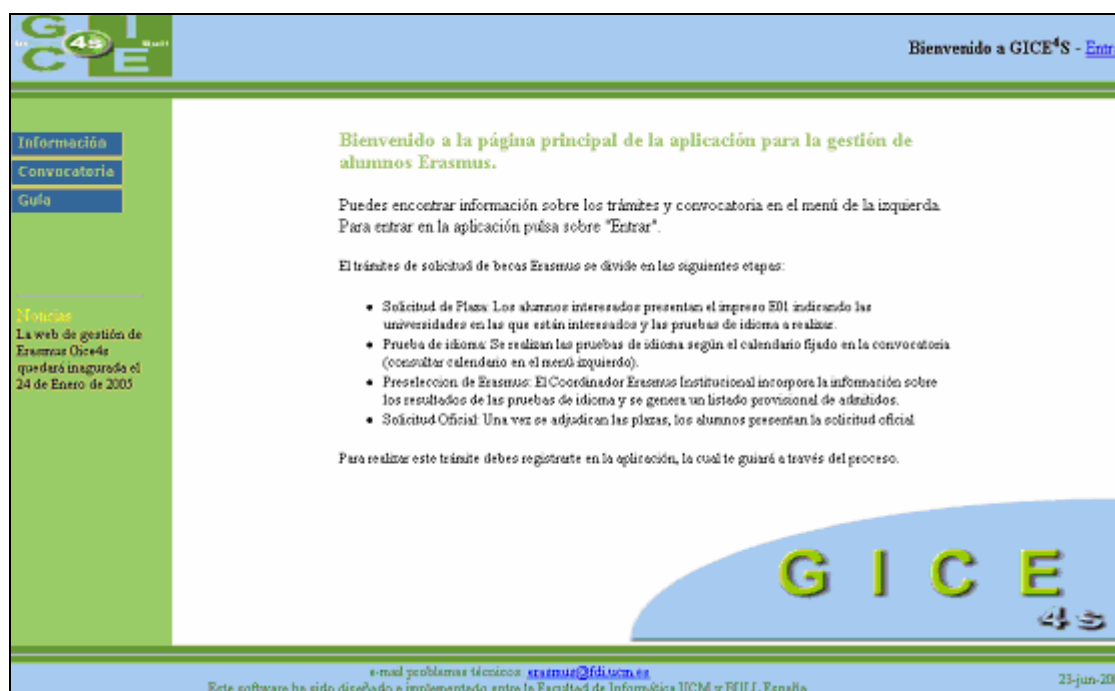 G I
4s Bull
C E
Bienvenido a GICE4S - Entr
Información
Convocatoria
Guía
Noticias
La web de gestión de
Erasmus Gice4s
quedará inagurada el
24 de Enero de 2005
Bienvenido a la página principal de la aplicación para la gestión de
alumnos Erasmus.
Puedes encontrar información sobre los trámites y convocatoria en el menú de la izquierda.
Para entrar en la aplicación pulsa sobre "Entrar".
El trámites de solicitud de becas Erasmus se divide en las siguientes etapas:
Solicitud de Plaza: Los alumnos interesados presentan el impreso E01 indicando las
universidades en las que están interesados y las pruebas de idioma a realizar.
Prueba de idioma: Se realizan las pruebas de idioma según el calendario fijado en la convocatoria
(consultar calendario en el menú izquierdo).
Preseleccion de Erasmus: El Coordinador Erasmus Institucional incorpora la información sobre
los resultados de las pruebas de idioma y se genera un listado provisional de admitidos.
Solicitud Oficial: Una vez se adjudican las plazas, los alumnos presentan la solicitud oficial
Para realizar este trámite debes registrarte en la aplicación, la cual te guiará a través del proceso.
G I C E
4s
e-mail problemas técnicos: erasmus@fdi.ucm.es
Este software ha sido diseñado e implementado entre la Facultad de Informática UCM y BULL España
23-jun-20